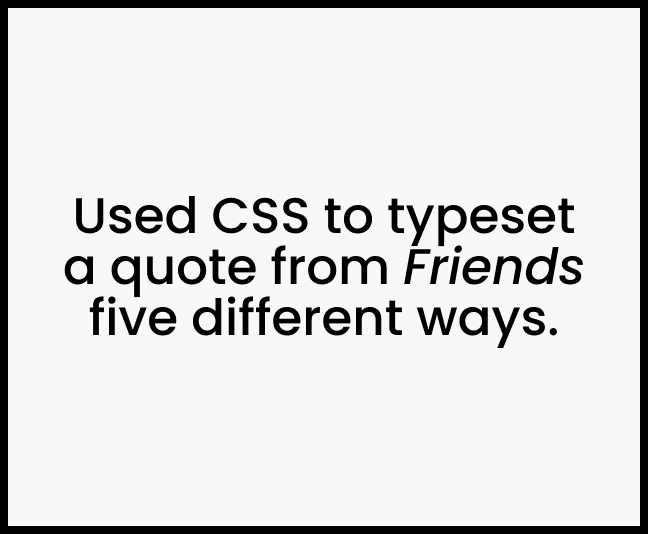 Used CSS to typeset
a quote from Friends
five different ways.